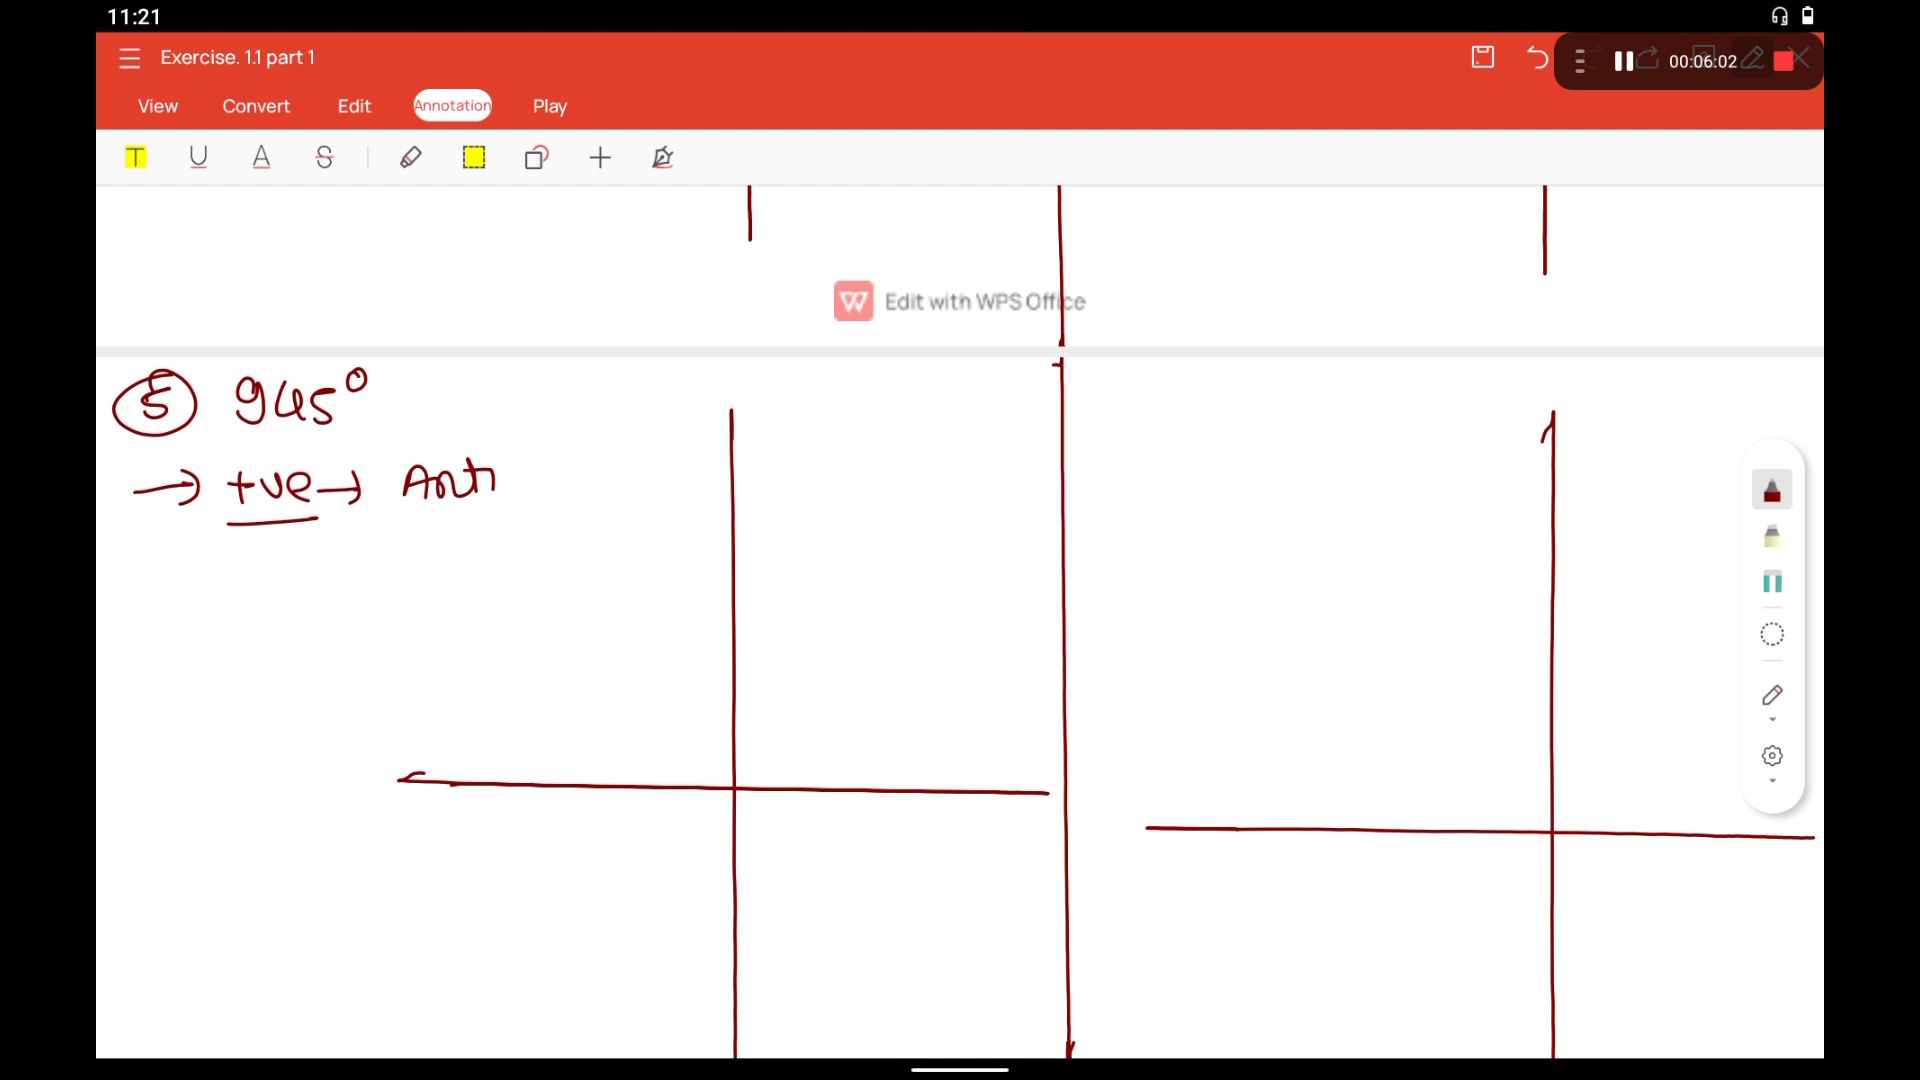 11:21
Exercise. 1.1 part 1
00:06:02
View Convert Edit Annotation Play
T U A S
Edit with WPS Office
5 945°
→ +ve → Anti